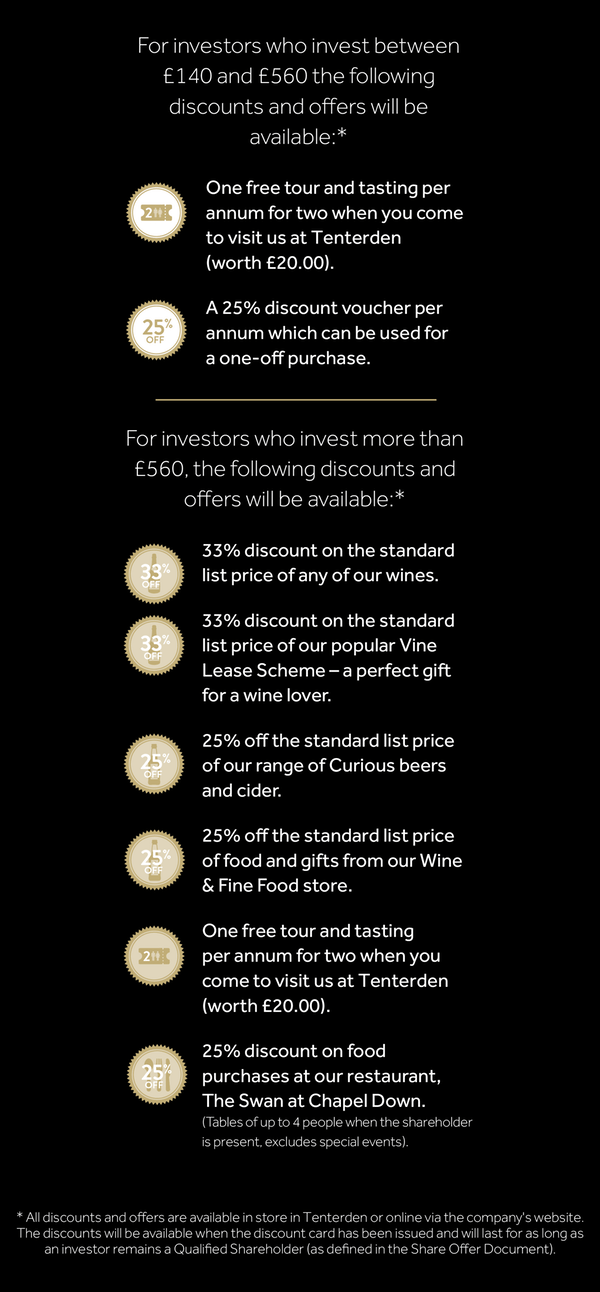 For investors who invest between
£140 and £560 the following
discounts and offers will be
available:*
2
One free tour and tasting per
annum for two when you come
to visit us at Tenterden
(worth £20.00).
25%
OFF
A 25% discount voucher per
annum which can be used for
a one-off purchase.
For investors who invest more than
£560, the following discounts and
offers will be available:*
33%
OFF
33% discount on the standard
list price of any of our wines.
33%
OFF
33% discount on the standard
list price of our popular Vine
Lease Scheme – a perfect gift
for a wine lover.
25%
OFF
25% off the standard list price
of our range of Curious beers
and cider.
25%
OFF
25% off the standard list price
of food and gifts from our Wine
& Fine Food store.
2
One free tour and tasting
per annum for two when you
come to visit us at Tenterden
(worth £20.00).
25%
OFF
25% discount on food
purchases at our restaurant,
The Swan at Chapel Down.
(Tables of up to 4 people when the shareholder
is present, excludes special events).
* All discounts and offers are available in store in Tenterden or online via the company's website.
The discounts will be available when the discount card has been issued and will last for as long as
an investor remains a Qualified Shareholder (as defined in the Share Offer Document).